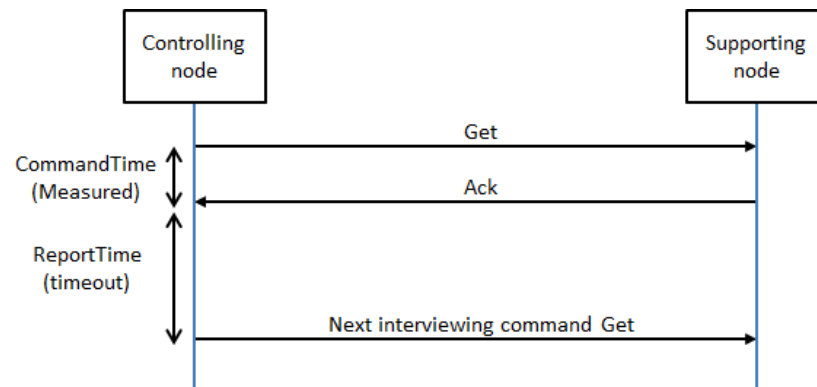 Controlling
node
Supporting
node
Get
CommandTime
(Measured)
Ack
ReportTime
(timeout)
Next interviewing command Get